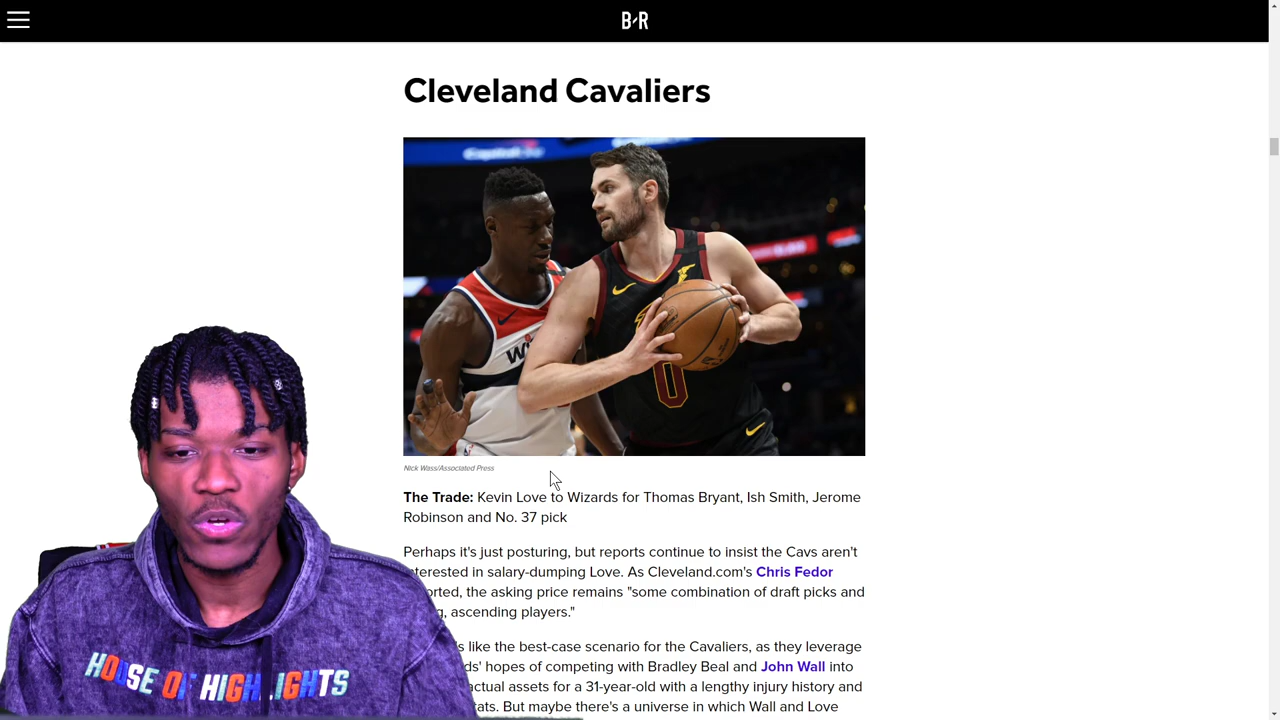 B/R
Cleveland Cavaliers
Nick Wass/Associated Press
The Trade: Kevin Love to Wizards for Thomas Bryant, Ish Smith, Jerome
Robinson and No. 37 pick
Perhaps it's just posturing, but reports continue to insist the Cavs aren't
terested in salary-dumping Love. As Cleveland.com's Chris Fedor
orted, the asking price remains "some combination of draft picks and
g, ascending players."
s like the best-case scenario for the Cavaliers, as they leverage
ds' hopes of competing with Bradley Beal and John Wall into
ctual assets for a 31-year-old with a lengthy injury history and
ats. But maybe there's a universe in which Wall and Love
HOUSE OF HIGHLIGHTS
0